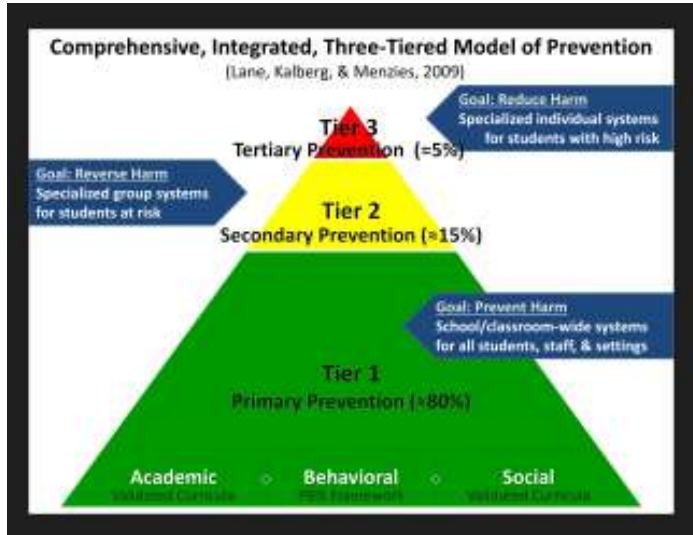 Comprehensive, Integrated, Three-Tiered Model of Prevention
(Lane, Kalberg, & Menzies, 2009)
Goal: Reduce Harm
Specialized individual systems
for students with high risk
Tier 3
Tertiary Prevention (≈5%)
Goal: Reverse Harm
Specialized group systems
for students at risk
Tier 2
Secondary Prevention (≈15%)
Goal: Prevent Harm
School/classroom-wide systems
for all students, staff, & settings
Tier 1
Primary Prevention (≈80%)
Academic ◇ Behavioral ◇ Social
Validated Curricula PBIS Framework Validated Curricula